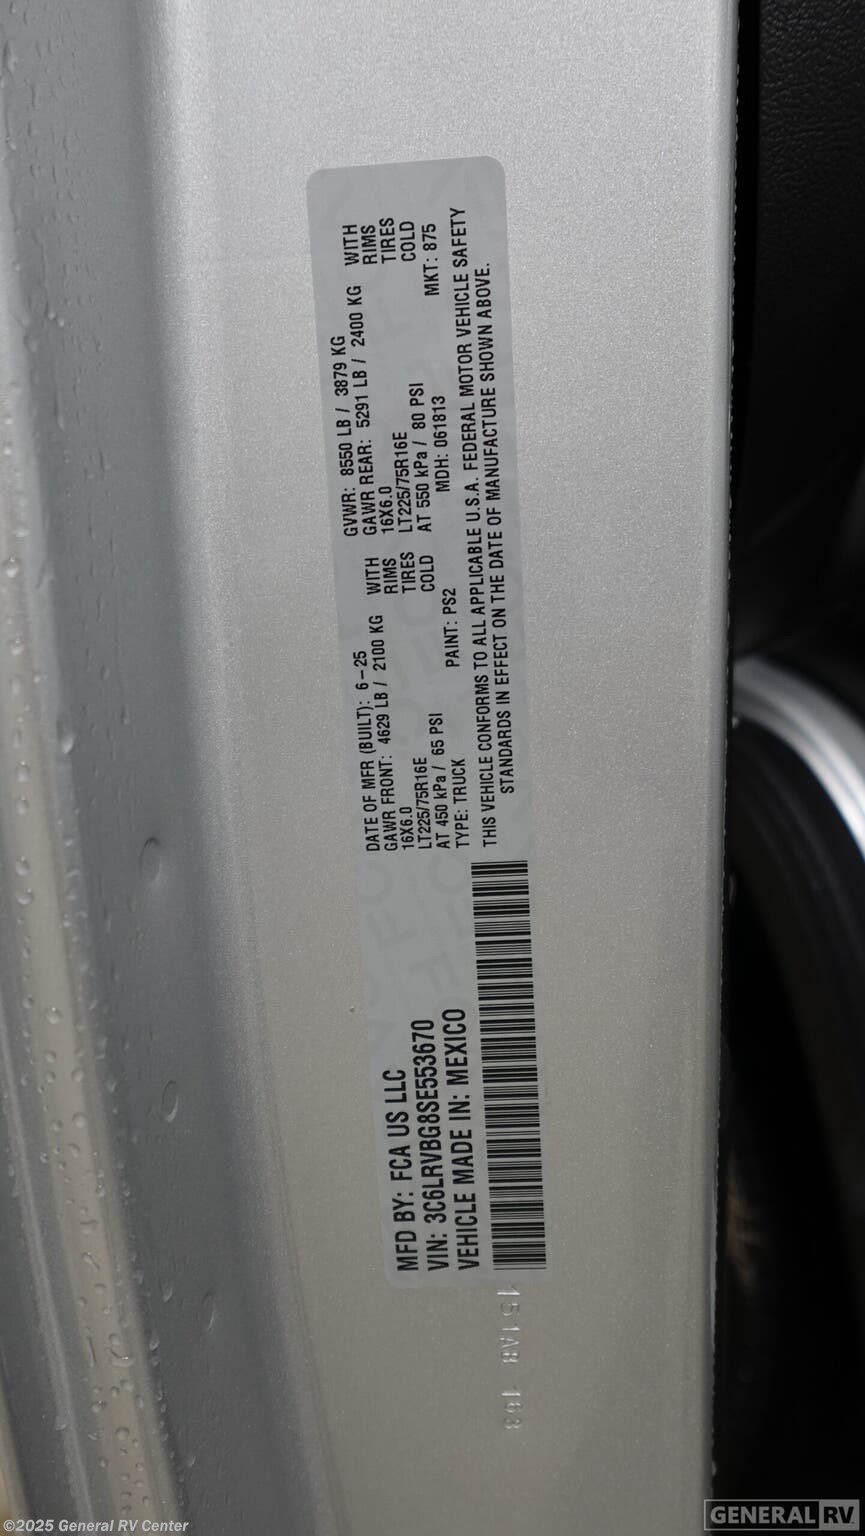 DATE OF MFR (BUILT): 6-25
GVWR: 8550 LB / 3879 KG
GAWR FRONT: 4629 LB / 2100 KG WITH
GAWR REAR: 5291 LB / 2400 KG WITH
16X6.0 RIMS
16X6.0 RIMS
LT225/75R16E TIRES
LT225/75R16E TIRES
AT 450 kPa / 65 PSI COLD
AT 550 kPa / 80 PSI COLD
TYPE: TRUCK PAINT: PS2 MDH: 061813 MKT: 875
THIS VEHICLE CONFORMS TO ALL APPLICABLE U.S.A. FEDERAL MOTOR VEHICLE SAFETY
STANDARDS IN EFFECT ON THE DATE OF MANUFACTURE SHOWN ABOVE.
MFD BY: FCA US LLC
VIN: 3C6LRVBG8SE553670
VEHICLE MADE IN: MEXICO
151A8 163
©2025 General RV Center
GENERAL RV